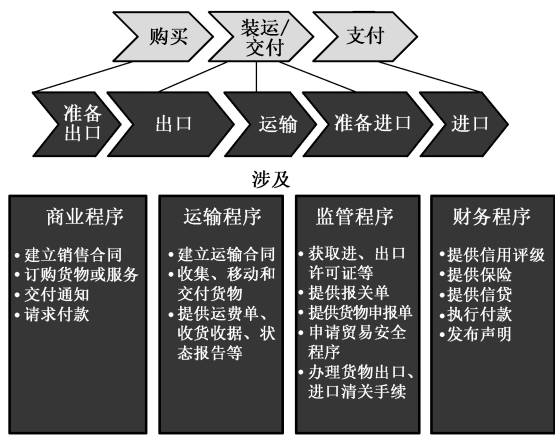 购买
装运/
交付
支付
准备
出口
出口
运输
准备进口
进口
涉及
商业程序
• 建立销售合同
• 订购货物或服务
• 交付通知
• 请求付款
运输程序
• 建立运输合同
• 收集、移动和
交付货物
• 提供运费单、
收货收据、状
态报告等
监管程序
• 获取进、出口
许可证等
• 提供报关单
• 提供货物申报单
• 申请贸易安全
程序
• 办理货物出口、
进口清关手续
财务程序
• 提供信用评级
• 提供保险
• 提供信贷
• 执行付款
• 发布声明